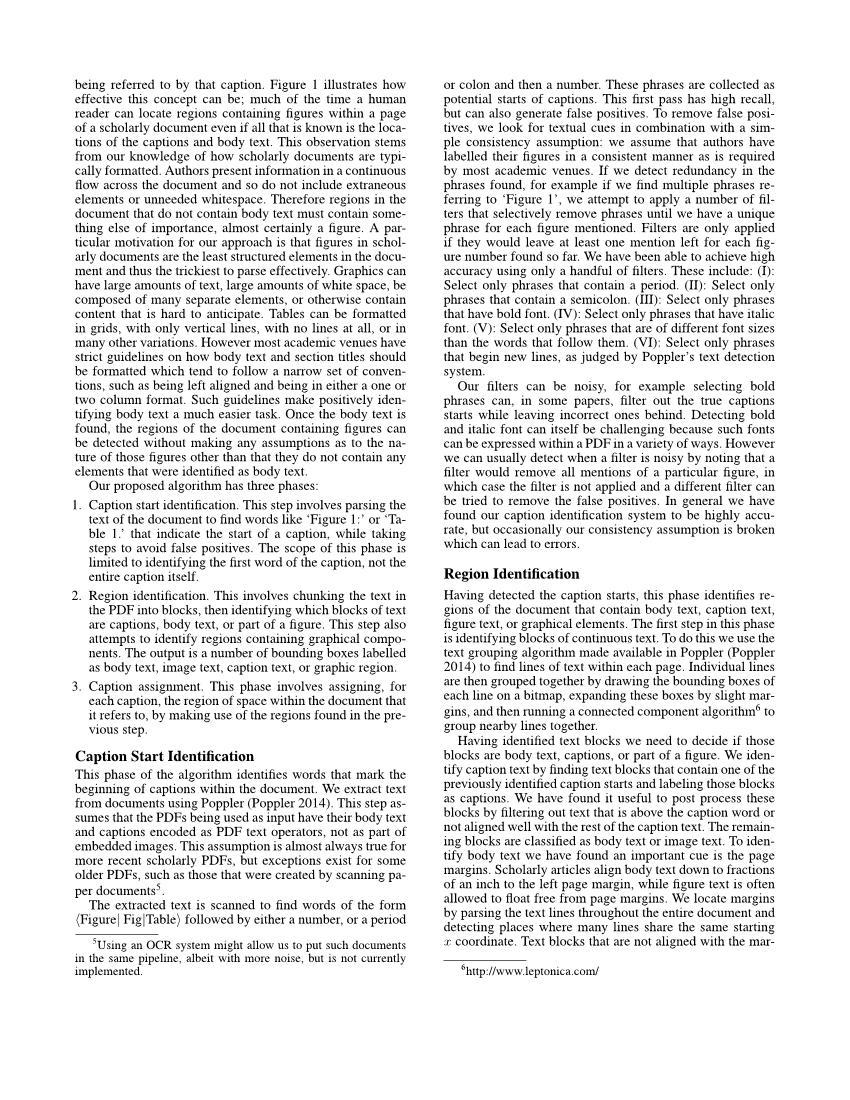 being referred to by that caption. Figure 1 illustrates how
effective this concept can be; much of the time a human
reader can locate regions containing figures within a page
of a scholarly document even if all that is known is the loca-
tions of the captions and body text. This observation stems
from our knowledge of how scholarly documents are typi-
cally formatted. Authors present information in a continuous
flow across the document and so do not include extraneous
elements or unneeded whitespace. Therefore regions in the
document that do not contain body text must contain some-
thing else of importance, almost certainly a figure. A par-
ticular motivation for our approach is that figures in schol-
arly documents are the least structured elements in the docu-
ment and thus the trickiest to parse effectively. Graphics can
have large amounts of text, large amounts of white space, be
composed of many separate elements, or otherwise contain
content that is hard to anticipate. Tables can be formatted
in grids, with only vertical lines, with no lines at all, or in
many other variations. However most academic venues have
strict guidelines on how body text and section titles should
be formatted which tend to follow a narrow set of conven-
tions, such as being left aligned and being in either a one or
two column format. Such guidelines make positively iden-
tifying body text a much easier task. Once the body text is
found, the regions of the document containing figures can
be detected without making any assumptions as to the na-
ture of those figures other than that they do not contain any
elements that were identified as body text.
Our proposed algorithm has three phases:
1. Caption start identification. This step involves parsing the
text of the document to find words like ‘Figure 1:’ or ‘Ta-
ble 1.’ that indicate the start of a caption, while taking
steps to avoid false positives. The scope of this phase is
limited to identifying the first word of the caption, not the
entire caption itself.
2. Region identification. This involves chunking the text in
the PDF into blocks, then identifying which blocks of text
are captions, body text, or part of a figure. This step also
attempts to identify regions containing graphical compo-
nents. The output is a number of bounding boxes labelled
as body text, image text, caption text, or graphic region.
3. Caption assignment. This phase involves assigning, for
each caption, the region of space within the document that
it refers to, by making use of the regions found in the pre-
vious step.
Caption Start Identification
This phase of the algorithm identifies words that mark the
beginning of captions within the document. We extract text
from documents using Poppler (Poppler 2014). This step as-
sumes that the PDFs being used as input have their body text
and captions encoded as PDF text operators, not as part of
embedded images. This assumption is almost always true for
more recent scholarly PDFs, but exceptions exist for some
older PDFs, such as those that were created by scanning pa-
per documents⁵.
The extracted text is scanned to find words of the form
⟨Figure| Fig|Table⟩ followed by either a number, or a period
⁵Using an OCR system might allow us to put such documents
in the same pipeline, albeit with more noise, but is not currently
implemented.
or colon and then a number. These phrases are collected as
potential starts of captions. This first pass has high recall,
but can also generate false positives. To remove false posi-
tives, we look for textual cues in combination with a sim-
ple consistency assumption: we assume that authors have
labelled their figures in a consistent manner as is required
by most academic venues. If we detect redundancy in the
phrases found, for example if we find multiple phrases re-
ferring to ‘Figure 1’, we attempt to apply a number of fil-
ters that selectively remove phrases until we have a unique
phrase for each figure mentioned. Filters are only applied
if they would leave at least one mention left for each fig-
ure number found so far. We have been able to achieve high
accuracy using only a handful of filters. These include: (I):
Select only phrases that contain a period. (II): Select only
phrases that contain a semicolon. (III): Select only phrases
that have bold font. (IV): Select only phrases that have italic
font. (V): Select only phrases that are of different font sizes
than the words that follow them. (VI): Select only phrases
that begin new lines, as judged by Poppler’s text detection
system.
Our filters can be noisy, for example selecting bold
phrases can, in some papers, filter out the true captions
starts while leaving incorrect ones behind. Detecting bold
and italic font can itself be challenging because such fonts
can be expressed within a PDF in a variety of ways. However
we can usually detect when a filter is noisy by noting that a
filter would remove all mentions of a particular figure, in
which case the filter is not applied and a different filter can
be tried to remove the false positives. In general we have
found our caption identification system to be highly accu-
rate, but occasionally our consistency assumption is broken
which can lead to errors.
Region Identification
Having detected the caption starts, this phase identifies re-
gions of the document that contain body text, caption text,
figure text, or graphical elements. The first step in this phase
is identifying blocks of continuous text. To do this we use the
text grouping algorithm made available in Poppler (Poppler
2014) to find lines of text within each page. Individual lines
are then grouped together by drawing the bounding boxes of
each line on a bitmap, expanding these boxes by slight mar-
gins, and then running a connected component algorithm⁶ to
group nearby lines together.
Having identified text blocks we need to decide if those
blocks are body text, captions, or part of a figure. We iden-
tify caption text by finding text blocks that contain one of the
previously identified caption starts and labeling those blocks
as captions. We have found it useful to post process these
blocks by filtering out text that is above the caption word or
not aligned well with the rest of the caption text. The remain-
ing blocks are classified as body text or image text. To iden-
tify body text we have found an important cue is the page
margins. Scholarly articles align body text down to fractions
of an inch to the left page margin, while figure text is often
allowed to float free from page margins. We locate margins
by parsing the text lines throughout the entire document and
detecting places where many lines share the same starting
x coordinate. Text blocks that are not aligned with the mar-
⁶http://www.leptonica.com/